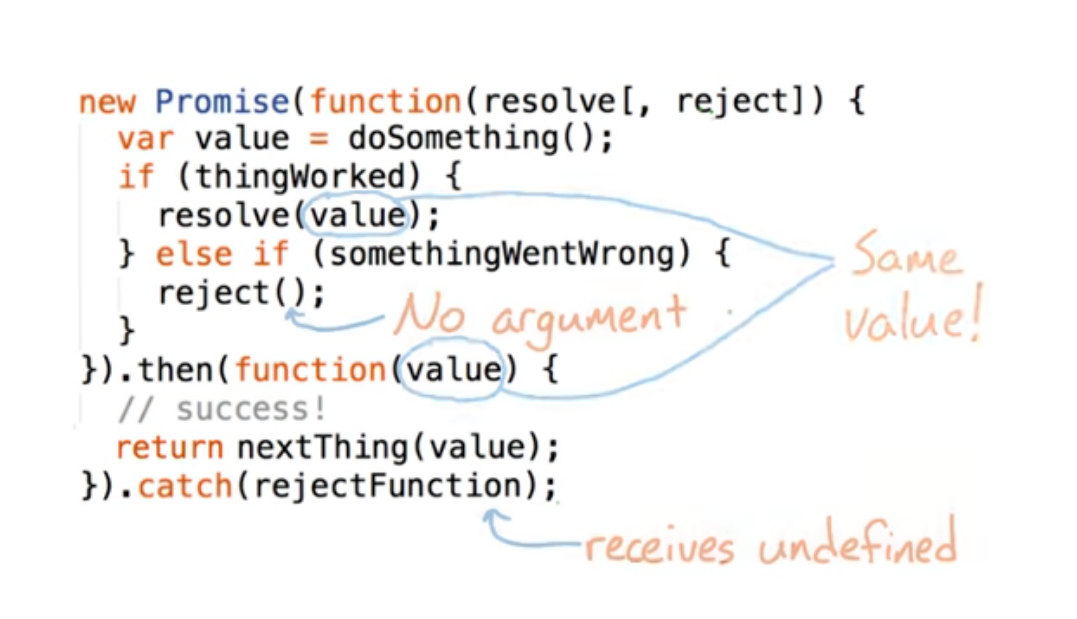 new Promise(function(resolve[, reject]) {
var value = doSomething();
if (thingWorked) {
resolve(value);
} else if (somethingWentWrong) {
reject();
}
}).then(function(value) {
// success!
return nextThing(value);
}).catch(rejectFunction);
Same
value!
No argument
receives undefined